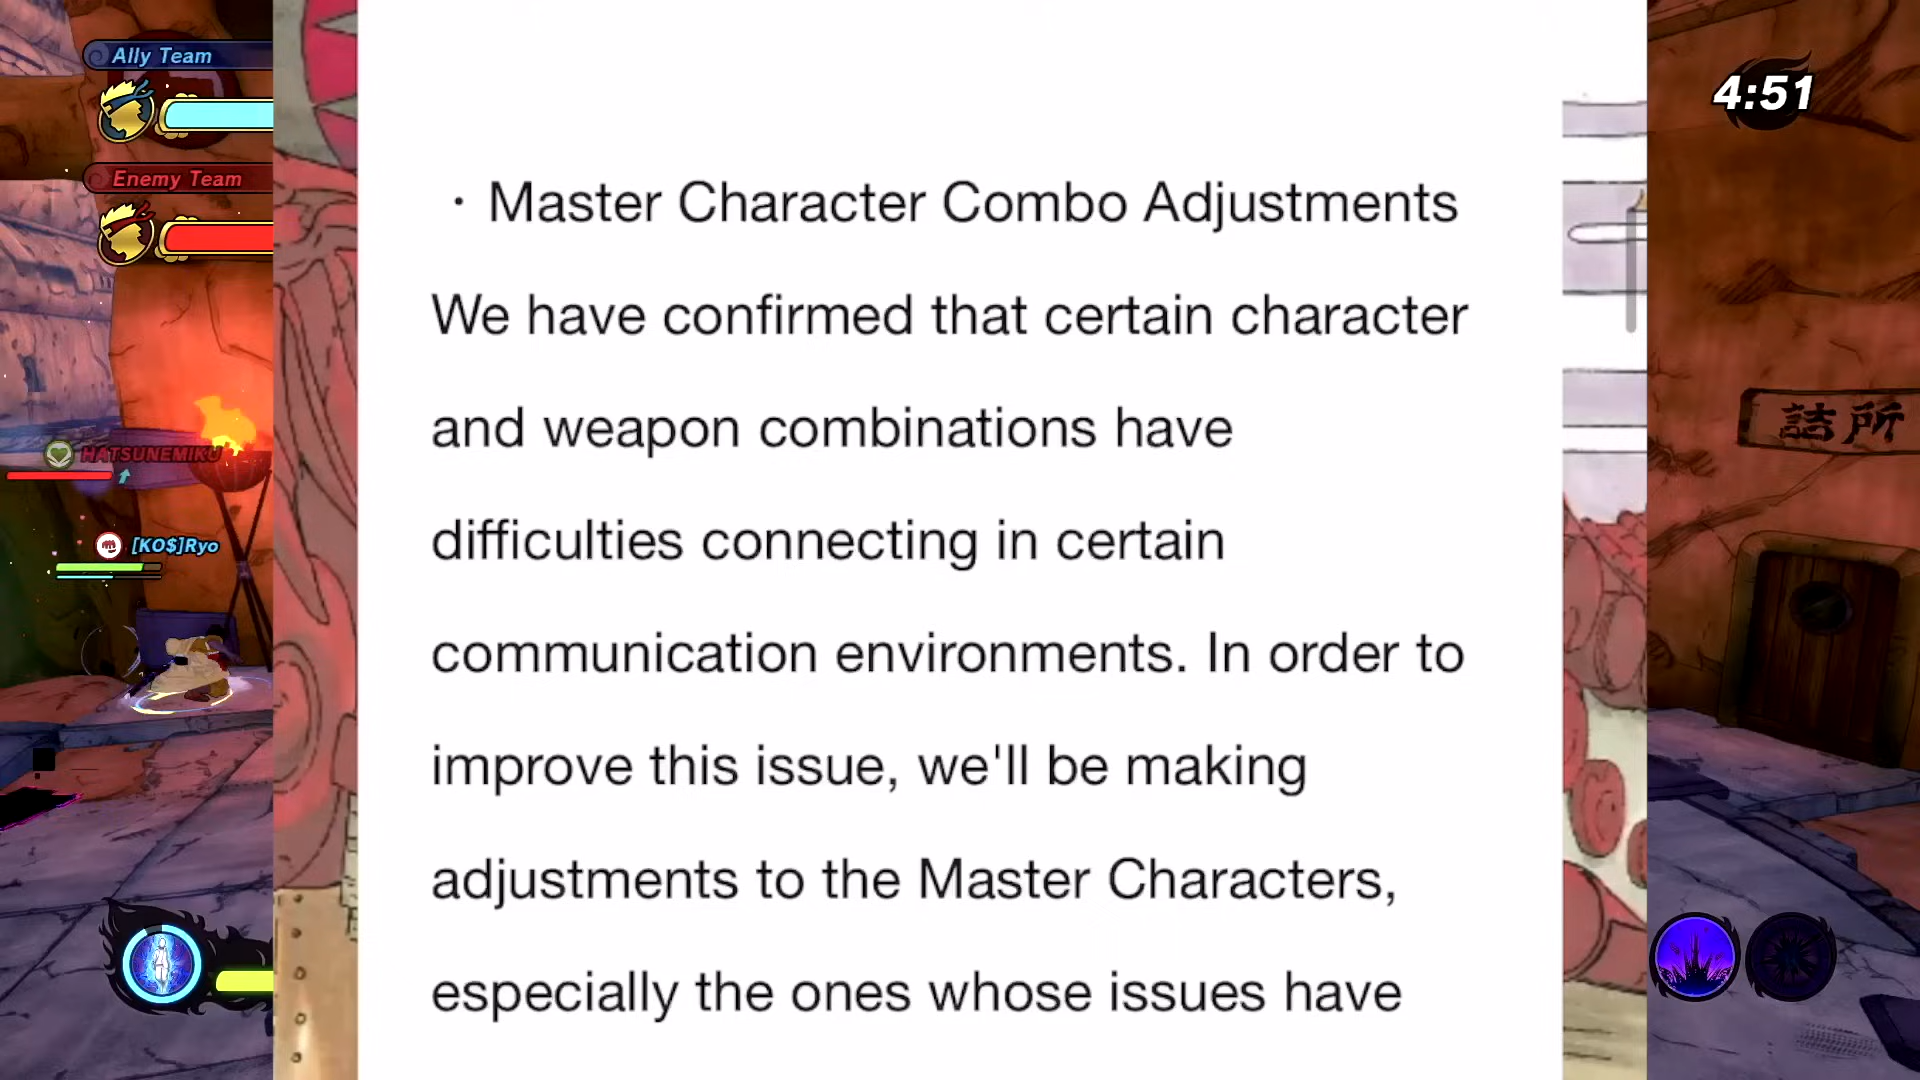 Ally Team
4:51
Enemy Team
· Master Character Combo Adjustments
We have confirmed that certain character
and weapon combinations have
difficulties connecting in certain
communication environments. In order to
improve this issue, we'll be making
adjustments to the Master Characters,
especially the ones whose issues have
HATSUNEMIKU
[KO$]Ryo
詰所